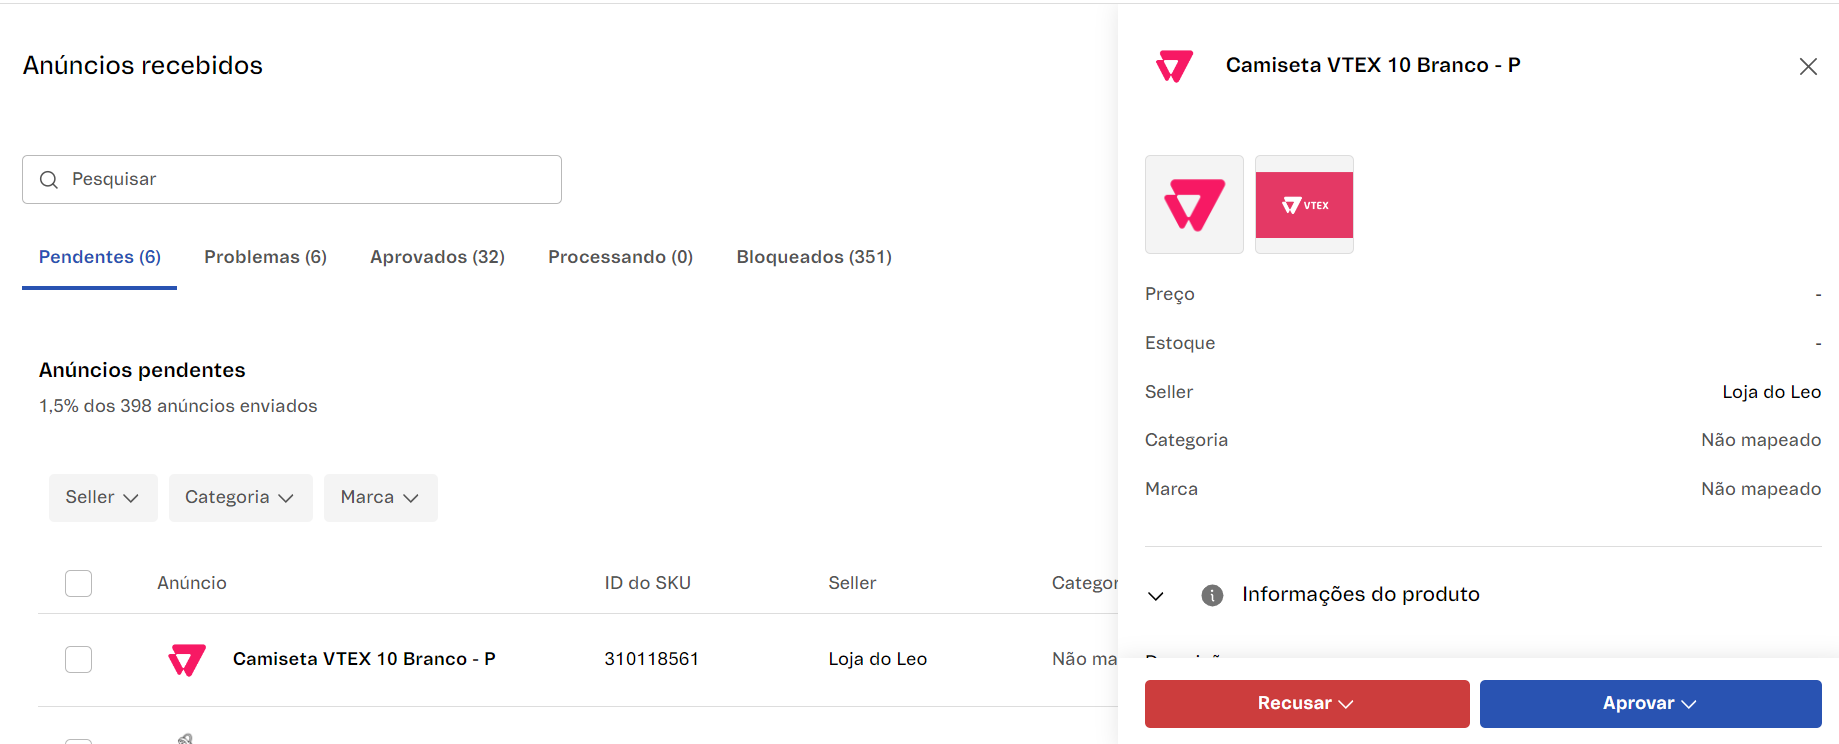 Anúncios recebidos
Pesquisar
Pendentes (6) Problemas (6) Aprovados (32) Processando (0) Bloqueados (351)
Anúncios pendentes
1,5% dos 398 anúncios enviados
Seller Categoria Marca
Anúncio ID do SKU Seller Categor
Camiseta VTEX 10 Branco - P 310118561 Loja do Leo Não ma
Camiseta VTEX 10 Branco - P
VTEX
Preço -
Estoque -
Seller Loja do Leo
Categoria Não mapeado
Marca Não mapeado
Informações do produto
Recusar Aprovar